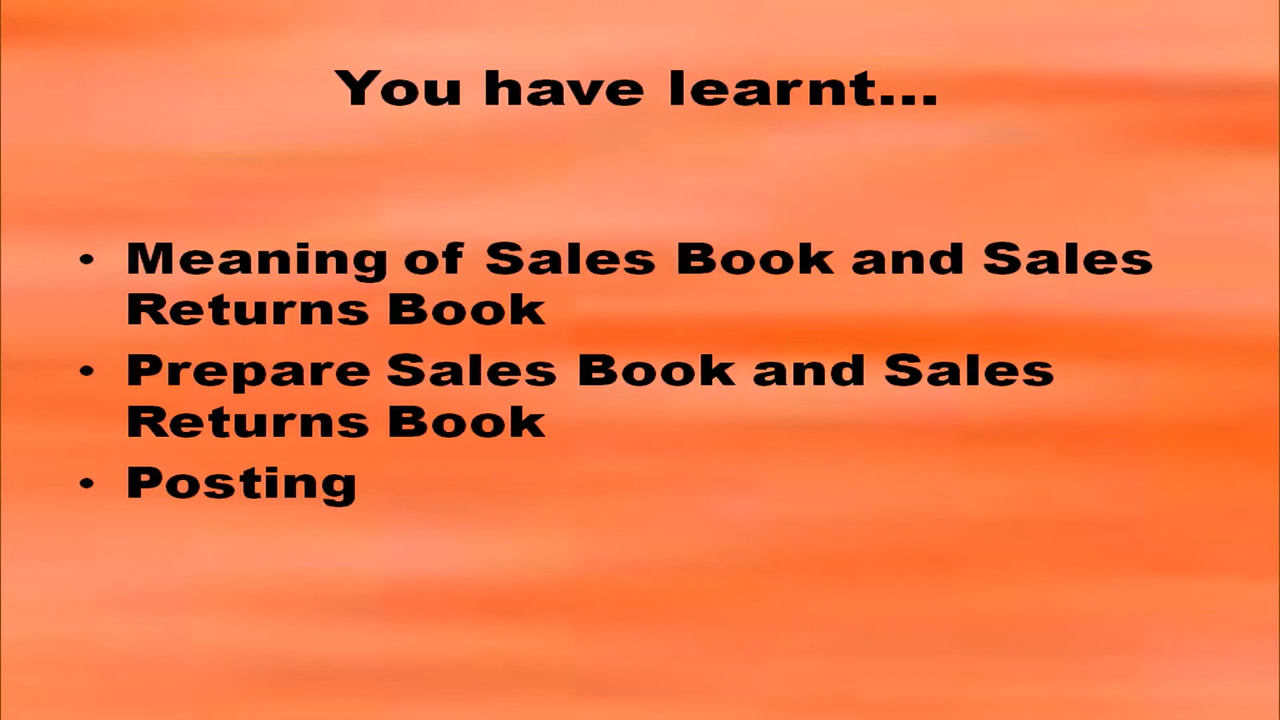 You have learnt...
• Meaning of Sales Book and Sales
Returns Book
• Prepare Sales Book and Sales
Returns Book
• Posting